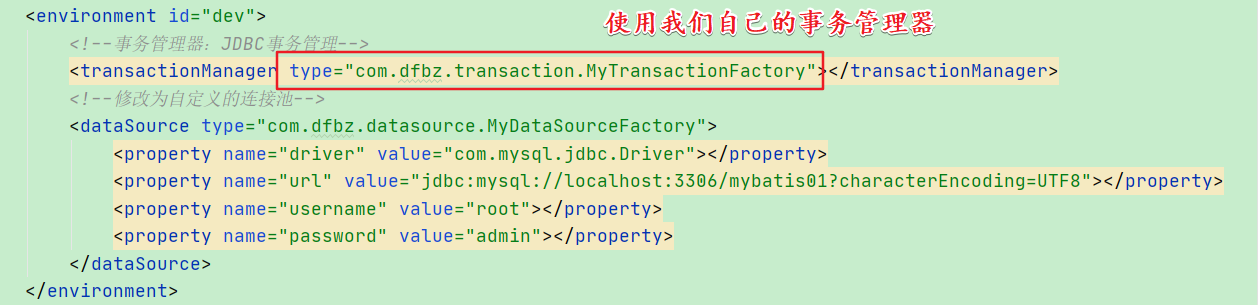 <environment id="dev">
使用我们自己的事务管理器
<!--事务管理器：JDBC事务管理-->
<transactionManager type="com.dfbz.transaction.MyTransactionFactory"></transactionManager>
<!--修改为自定义的连接池-->
<dataSource type="com.dfbz.datasource.MyDataSourceFactory">
<property name="driver" value="com.mysql.jdbc.Driver"></property>
<property name="url" value="jdbc:mysql://localhost:3306/mybatis01?characterEncoding=UTF8"></property>
<property name="username" value="root"></property>
<property name="password" value="admin"></property>
</dataSource>
</environment>